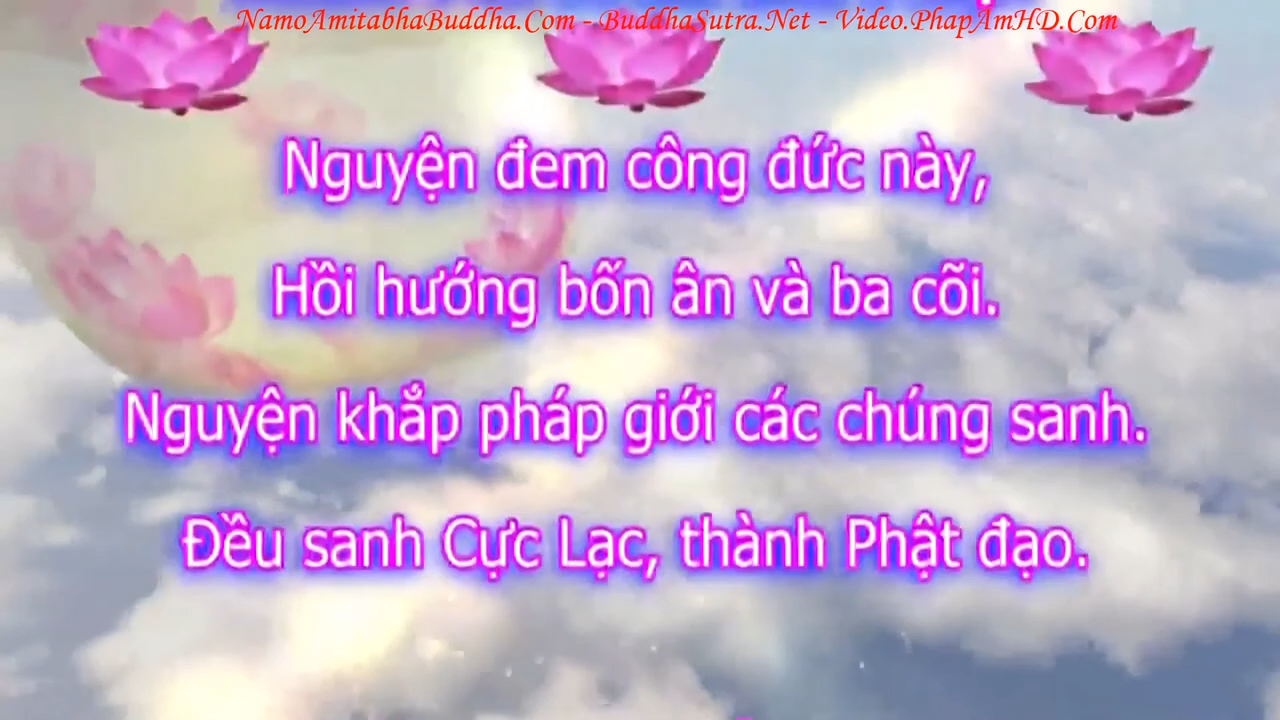 NamoAmitabhaBuddha.Com - BuddhaSutra.Net - Video.PhapAmHD.Com
Nguyện đem công đức này,
Hồi hướng bốn ân và ba cõi.
Nguyện khắp pháp giới các chúng sanh.
Đều sanh Cực Lạc, thành Phật đạo.